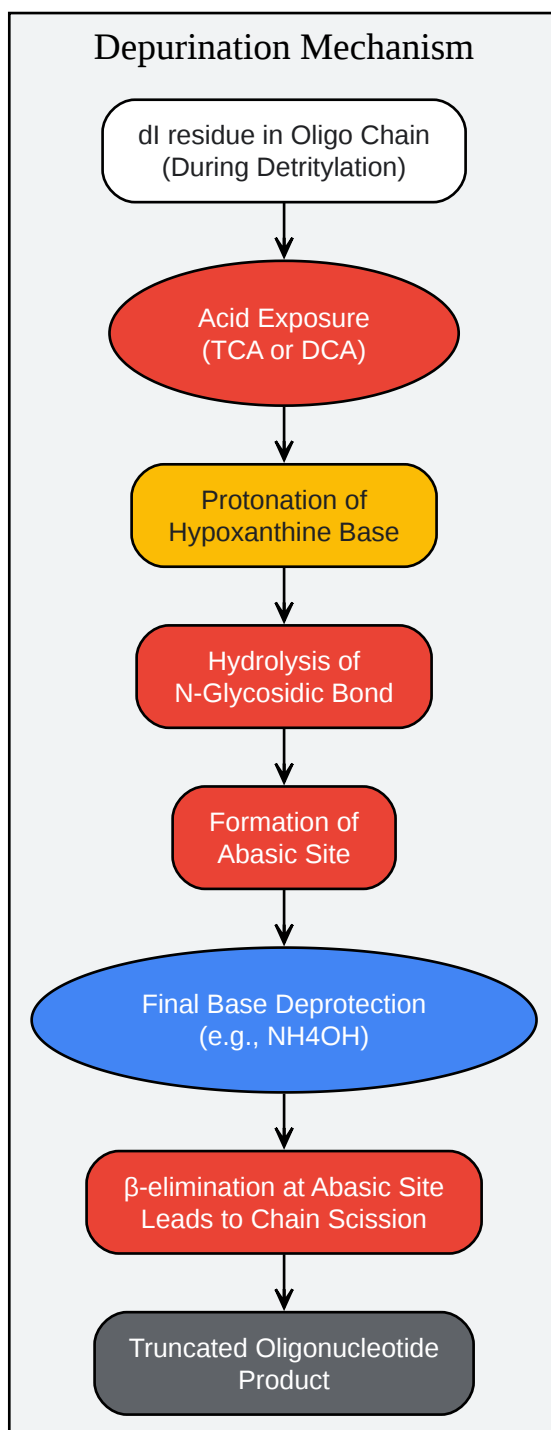 Depurination Mechanism
dI residue in Oligo Chain
(During Detritylation)
Acid Exposure
(TCA or DCA)
Protonation of
Hypoxanthine Base
Hydrolysis of
N-Glycosidic Bond
Formation of
Abasic Site
Final Base Deprotection
(e.g., NH4OH)
β-elimination at Abasic Site
Leads to Chain Scission
Truncated Oligonucleotide
Product